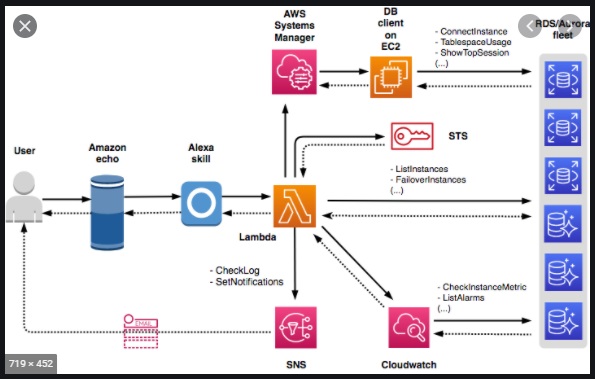 AWS
Systems
Manager
DB
client
on
EC2
- ConnectInstance
- TablespaceUsage
- ShowTopSession
(...)
RDS/Aurora
fleet
User
Amazon
echo
Alexa
skill
STS
- ListInstances
- FailoverInstances
(...)
Lambda
- CheckLog
- SetNotifications
- CheckInstanceMetric
- ListAlarms
(...)
EMAIL
SNS
Cloudwatch
719 × 452